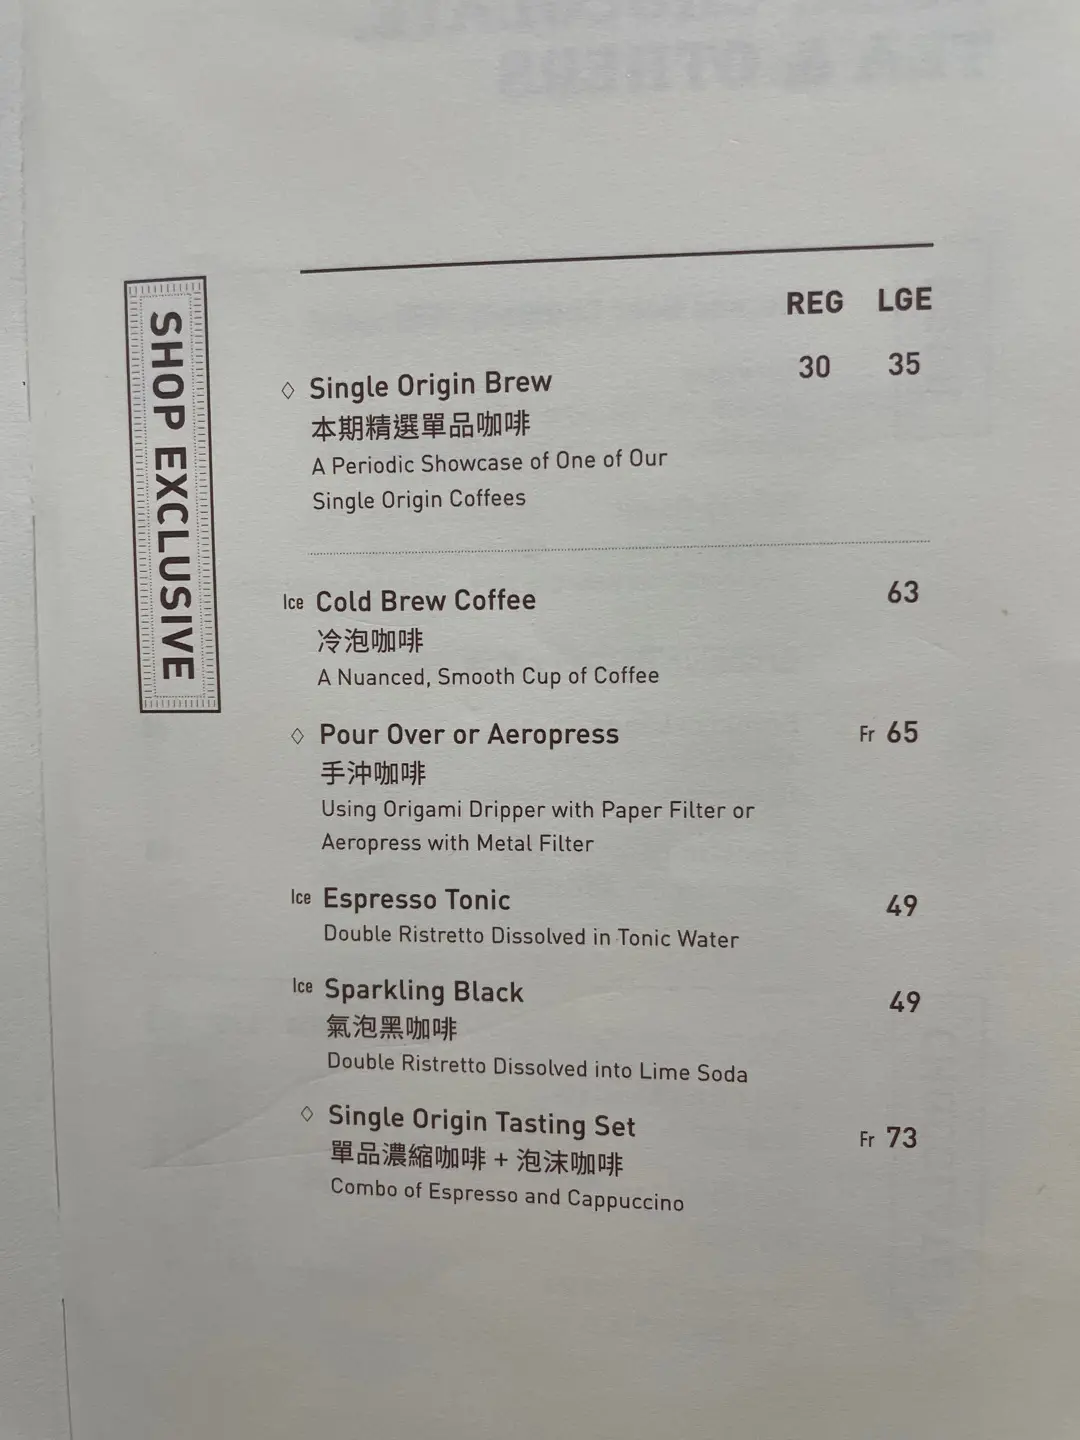 SHOP EXCLUSIVE
REG LGE
◇ Single Origin Brew 30 35
本期精選單品咖啡
A Periodic Showcase of One of Our
Single Origin Coffees
Ice Cold Brew Coffee 63
冷泡咖啡
A Nuanced, Smooth Cup of Coffee
◇ Pour Over or Aeropress Fr 65
手沖咖啡
Using Origami Dripper with Paper Filter or
Aeropress with Metal Filter
Ice Espresso Tonic 49
Double Ristretto Dissolved in Tonic Water
Ice Sparkling Black 49
氣泡黑咖啡
Double Ristretto Dissolved into Lime Soda
◇ Single Origin Tasting Set Fr 73
單品濃縮咖啡 + 泡沫咖啡
Combo of Espresso and Cappuccino